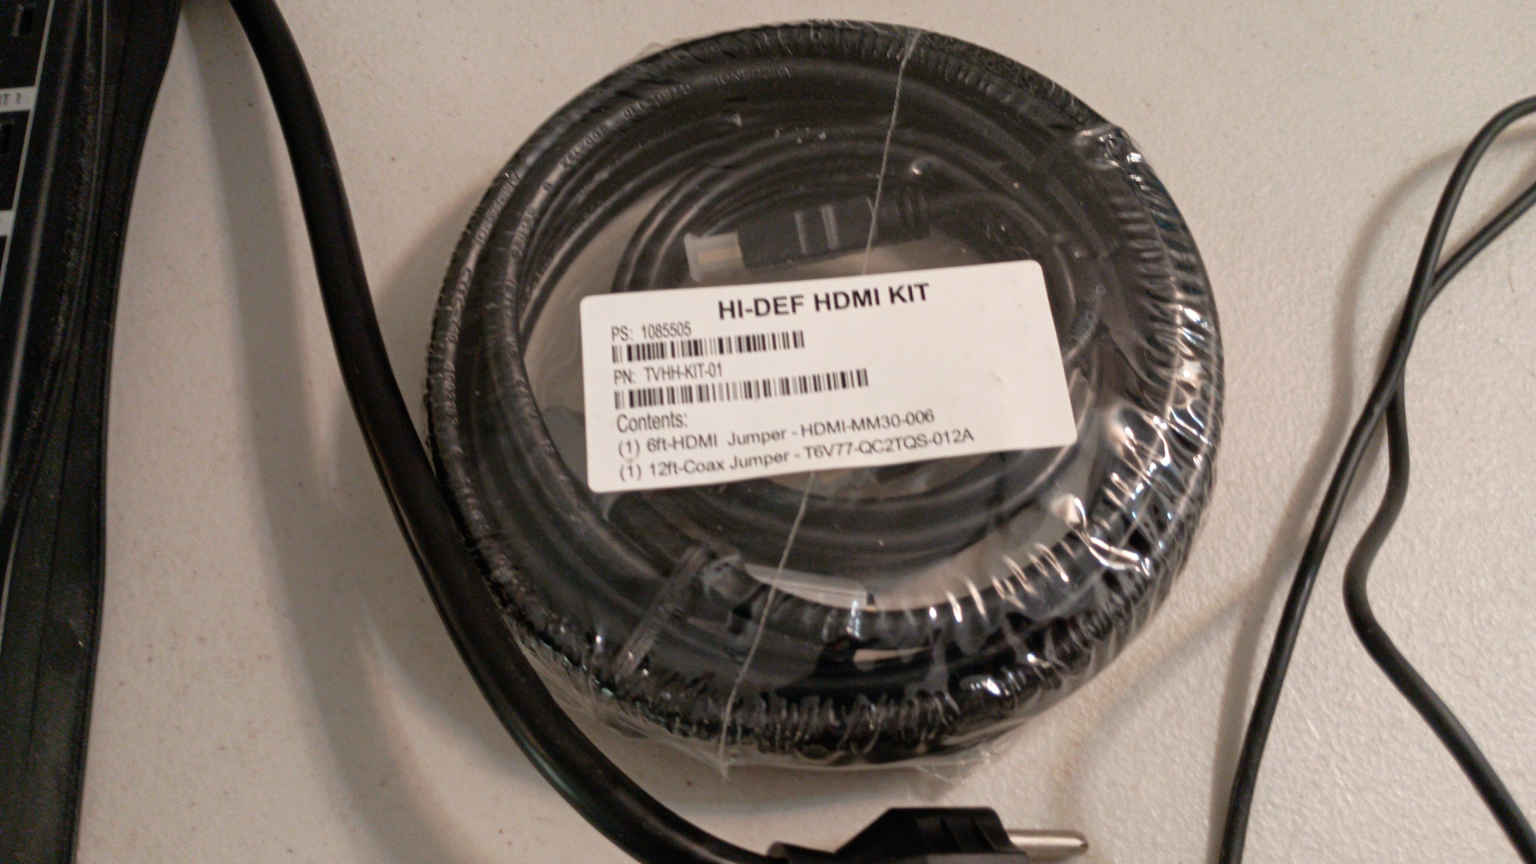 HI-DEF HDMI KIT
PS: 1085505
PN: TVHH-KIT-01
Contents:
(1) 6ft-HDMI Jumper - HDMI-MM30-006
(1) 12ft-Coax Jumper - T6V77-QC2TQS-012A